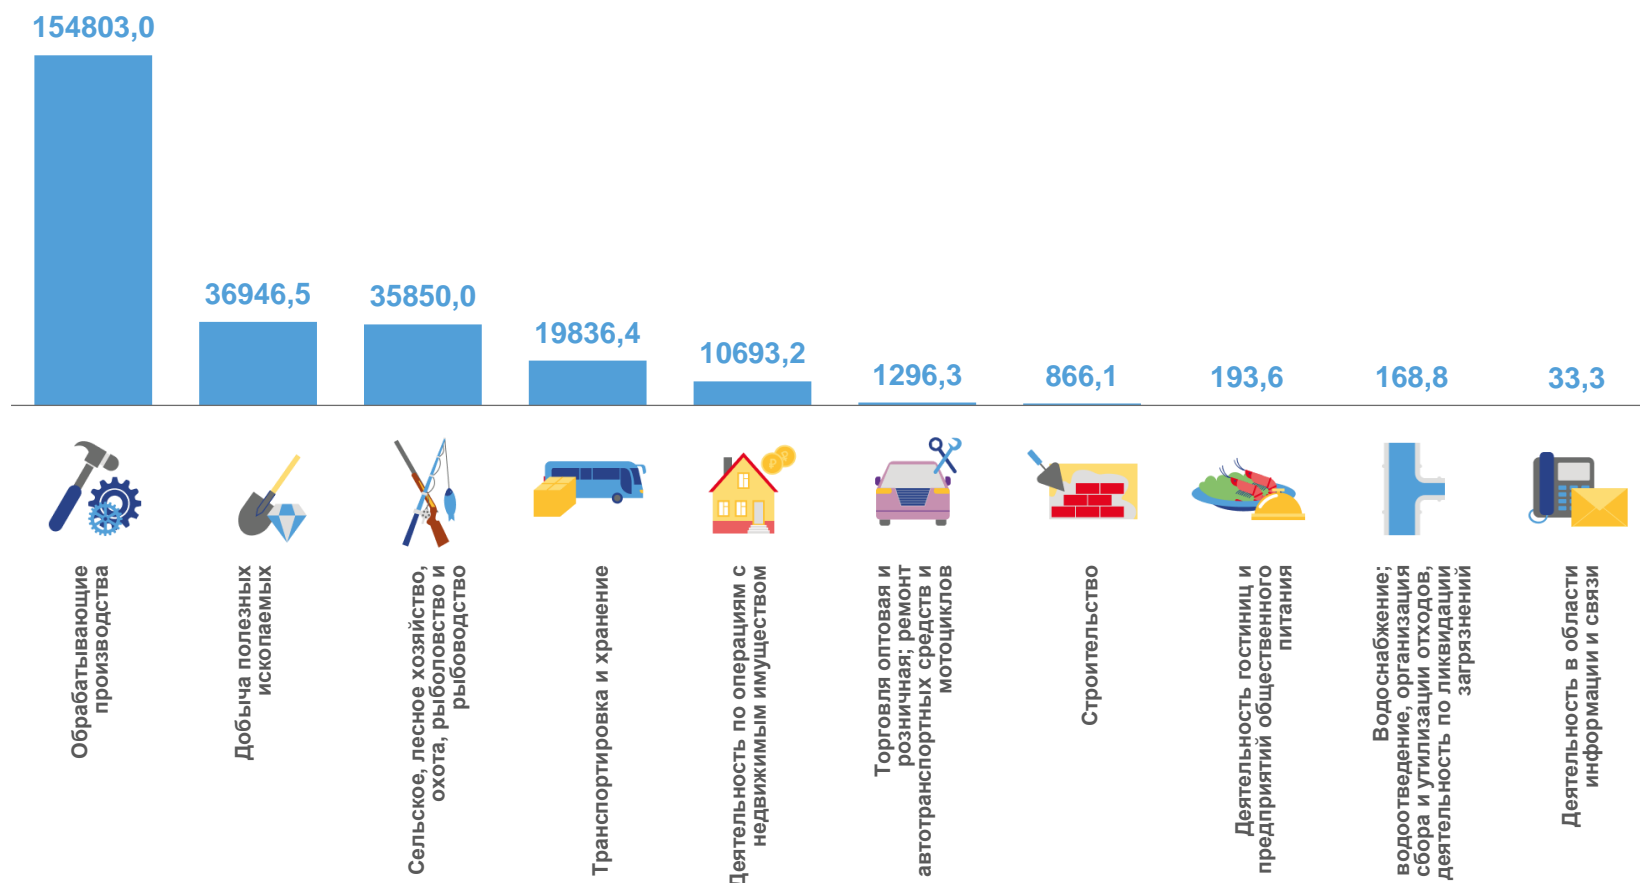 154803,0
36946,5
35850,0
19836,4
10693,2
1296,3
866,1
193,6
168,8
33,3
Обрабатывающие
производства
Добыча полезных
ископаемых
Сельское, лесное хозяйство,
охота, рыболовство и
рыбоводство
Транспортировка и хранение
Деятельность по операциям с
недвижимым имуществом
Торговля оптовая и
розничная; ремонт
автотранспортных средств и
мотоциклов
Строительство
Деятельность гостиниц и
предприятий общественного
питания
Водоснабжение;
водоотведение, организация
сбора и утилизации отходов,
деятельность по ликвидации
загрязнений
Деятельность в области
информации и связи